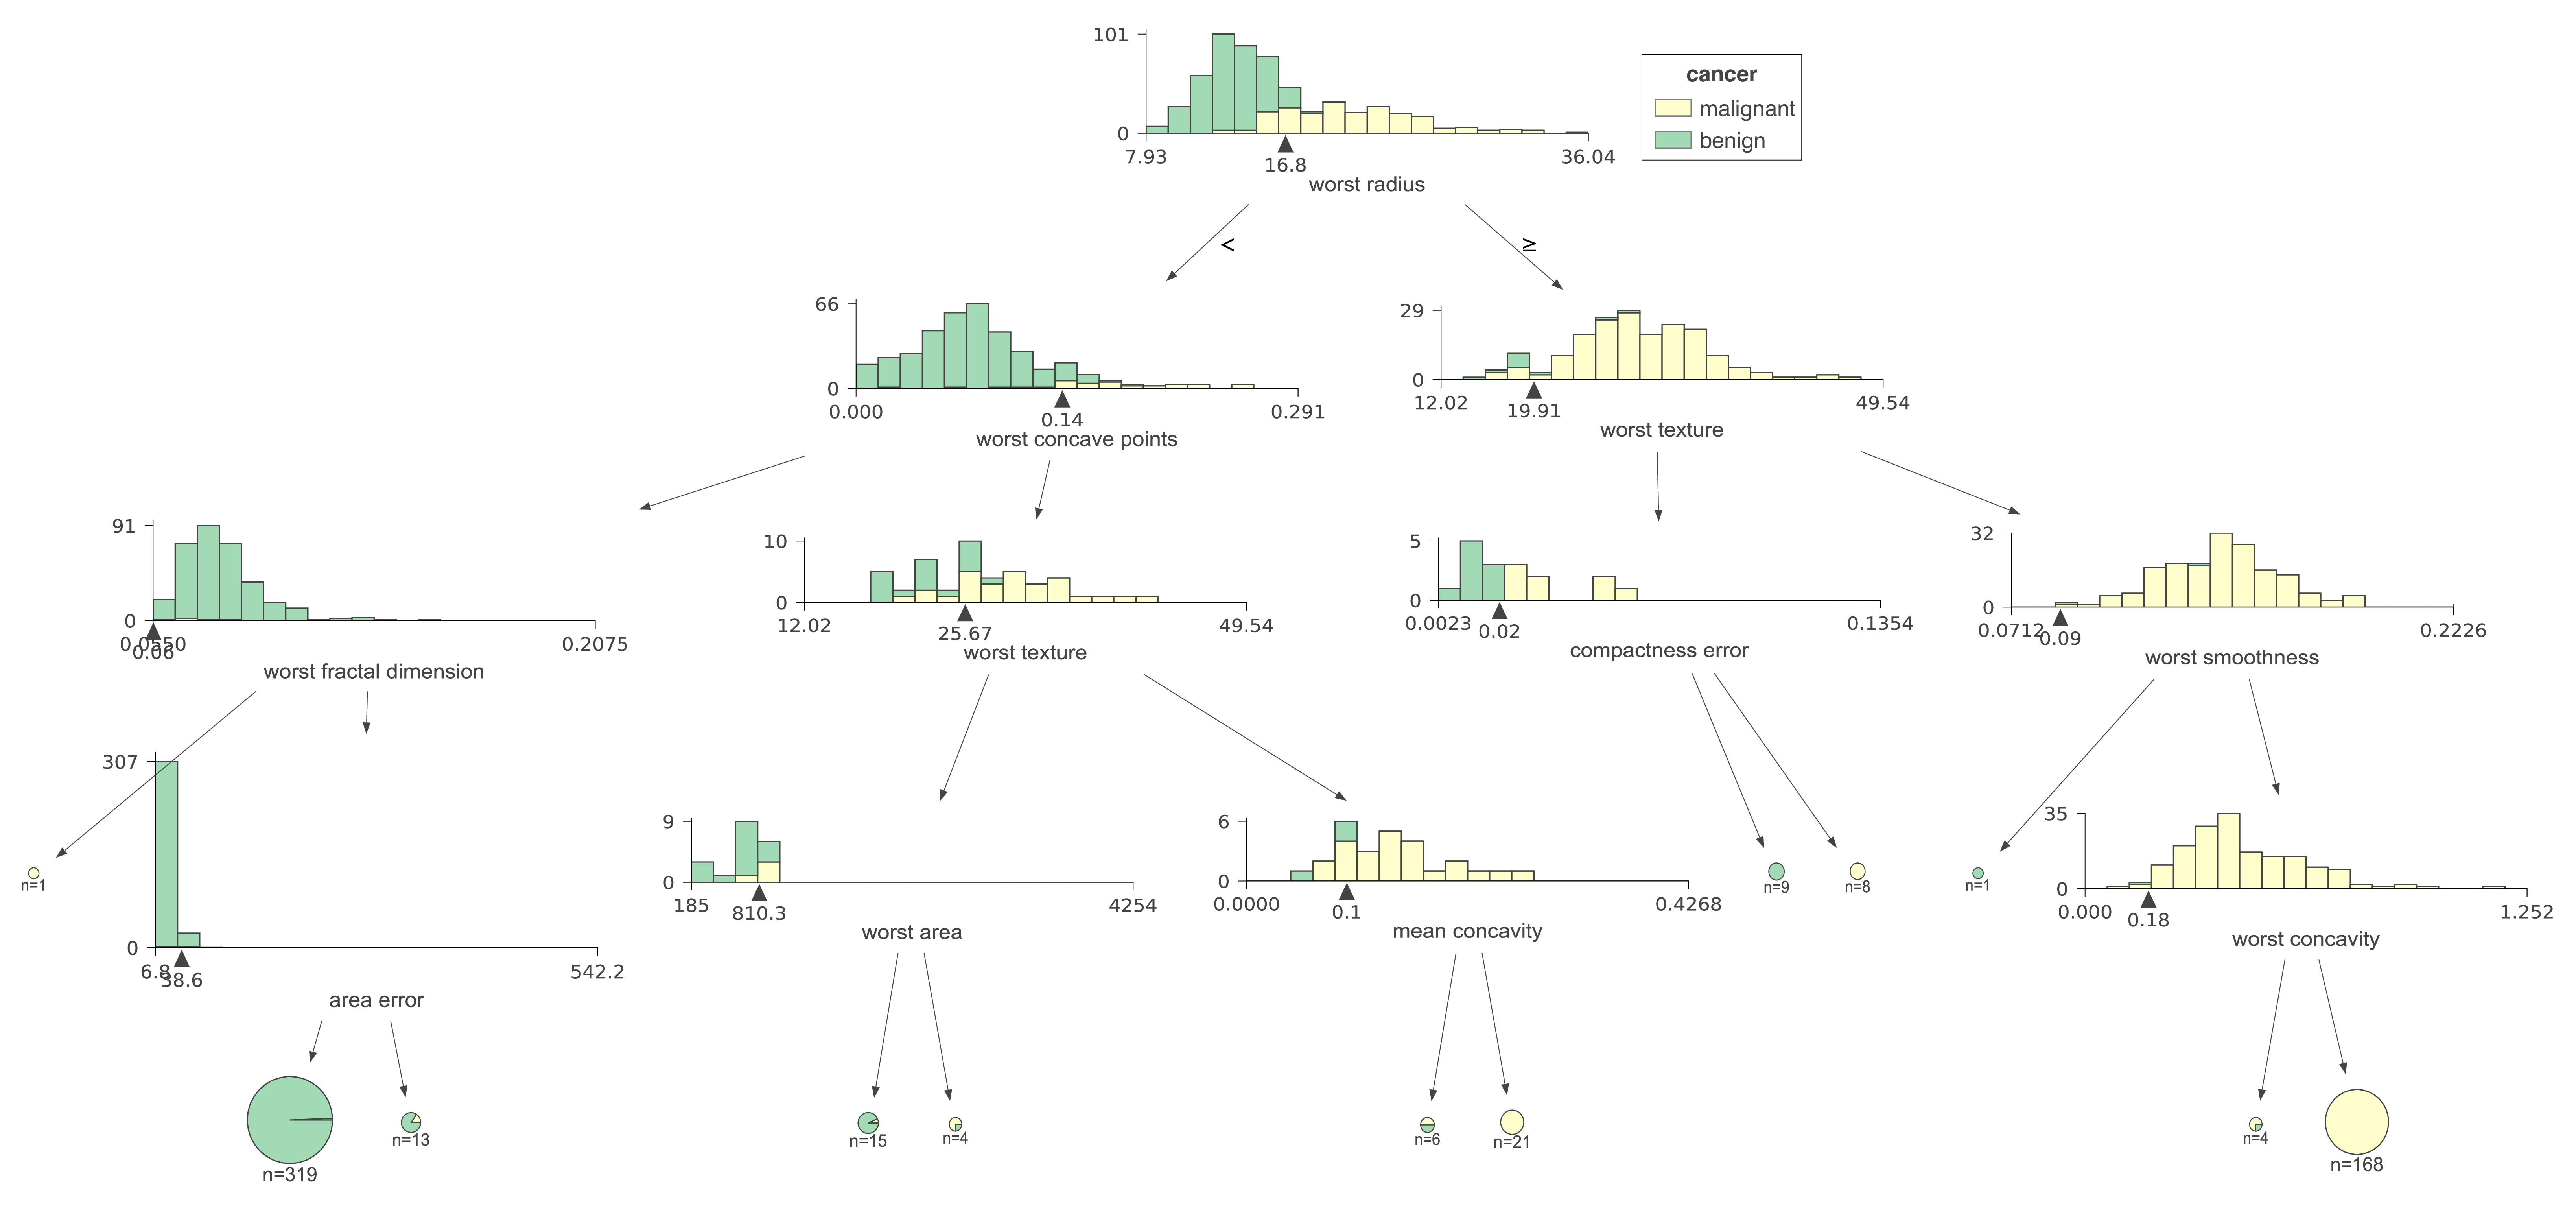 101
0
7.93
16.8
36.04
worst radius
cancer
malignant
benign
<
≥
66
0
0.000
0.14
0.291
worst concave points
29
0
12.02
19.91
49.54
worst texture
91
0
0.0550
0.06
0.2075
worst fractal dimension
10
0
12.02
25.67
49.54
worst texture
5
0
0.0023
0.02
0.1354
compactness error
32
0
0.0712
0.09
0.2226
worst smoothness
n=1
307
0
6.8
38.6
542.2
area error
9
0
185
810.3
4254
worst area
6
0
0.0000
0.1
0.4268
mean concavity
n=9
n=8
n=1
35
0
0.000
0.18
1.252
worst concavity
n=319
n=13
n=15
n=4
n=6
n=21
n=4
n=168